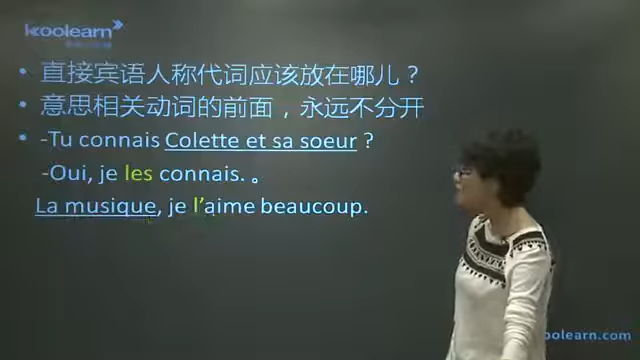 koolearn
直接宾语人称代词应该放在哪儿？
意思相关动词的前面，永远不分开
-Tu connais Colette et sa soeur ?
-Oui, je les connais. 。
La musique, je l'aime beaucoup.
oolearn.com